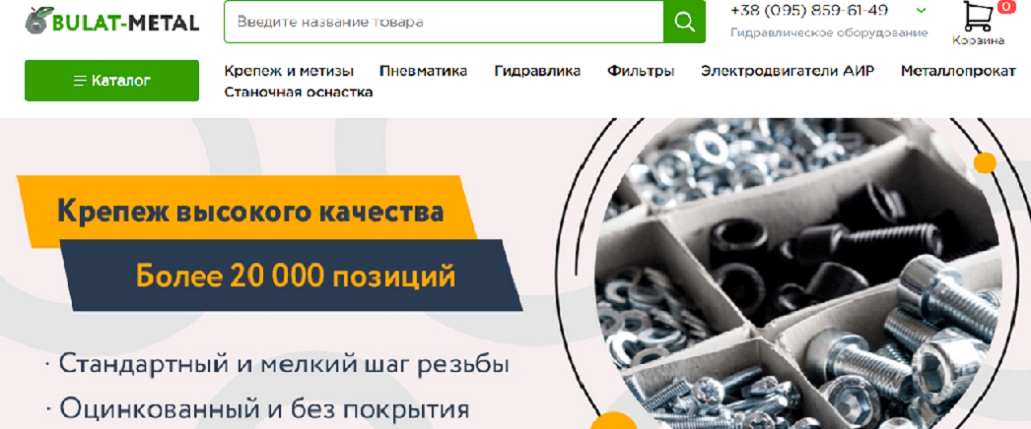 BULAT-METAL
Введите название товара
+38 (095) 859-61-49
Гидравлическое оборудование
0
Корзина
Каталог
Крепеж и метизы Пневматика Гидравлика Фильтры Электродвигатели АИР Металлопрокат
Станочная оснастка
Крепеж высокого качества
Более 20 000 позиций
· Стандартный и мелкий шаг резьбы
· Оцинкованный и без покрытия